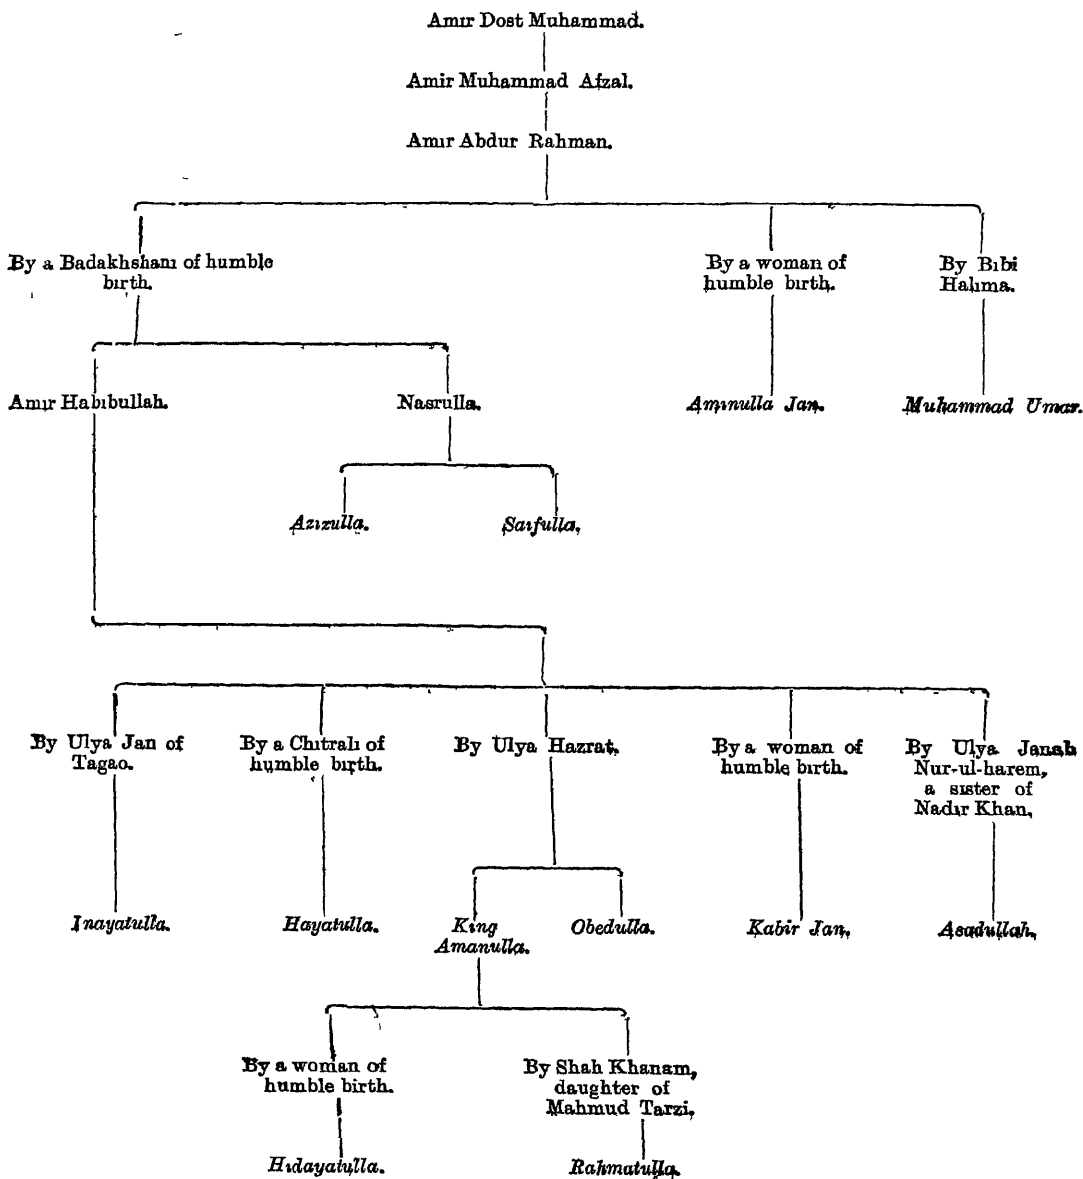 Amir Dost Muhammad.
Amir Muhammad Afzal.
Amir Abdur Rahman.
By a Badakhshani of humble
birth.
By a woman of
humble birth.
By Bibi
Halima.
Amir Habibullah.
Nasrulla.
Aminulla Jan.
Muhammad Umar.
Azizulla.
Saifulla.
By Ulya Jan of
Tagao.
By a Chitrali of
humble birth.
By Ulya Hazrat.
By a woman of
humble birth.
By Ulya Janab
Nur-ul-harem,
a sister of
Nadir Khan.
Inayatulla.
Hayatulla.
King
Amanulla.
Obedulla.
Kabir Jan.
Asadullah.
By a woman of
humble birth.
By Shah Khanam,
daughter of
Mahmud Tarzi.
Hidayatulla.
Rahmatulla.